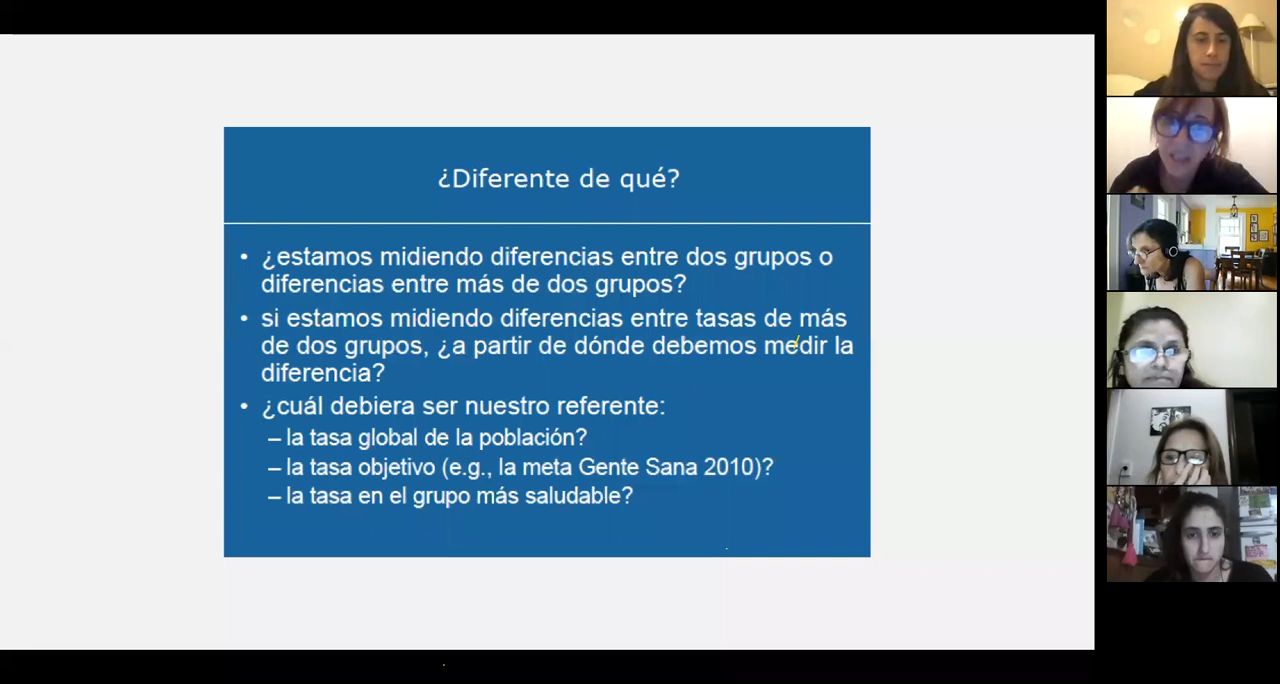 ¿Diferente de qué?
• ¿estamos midiendo diferencias entre dos grupos o
diferencias entre más de dos grupos?
• si estamos midiendo diferencias entre tasas de más
de dos grupos, ¿a partir de dónde debemos medir la
diferencia?
• ¿cuál debiera ser nuestro referente:
– la tasa global de la población?
– la tasa objetivo (e.g., la meta Gente Sana 2010)?
– la tasa en el grupo más saludable?